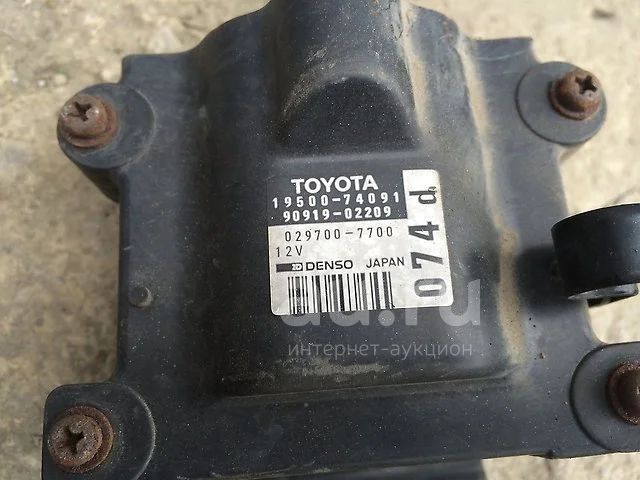 TOYOTA
19500-74091
90919-02209
029700-7700
12V
DENSO JAPAN
074d
au.ru
интернет-аукцион